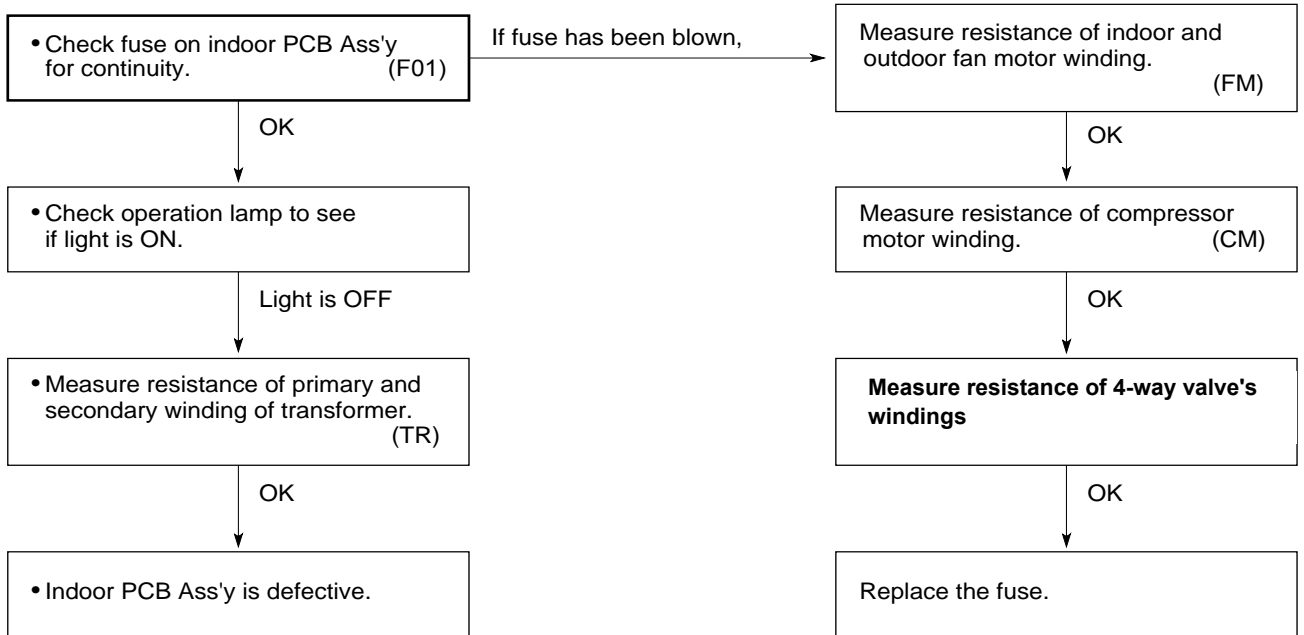 • Check fuse on indoor PCB Ass'y
for continuity. (F01)
If fuse has been blown,
Measure resistance of indoor and
outdoor fan motor winding.
(FM)
OK
OK
• Check operation lamp to see
if light is ON.
Measure resistance of compressor
motor winding. (CM)
Light is OFF
OK
• Measure resistance of primary and
secondary winding of transformer.
(TR)
Measure resistance of 4-way valve's
windings
OK
OK
• Indoor PCB Ass'y is defective.
Replace the fuse.